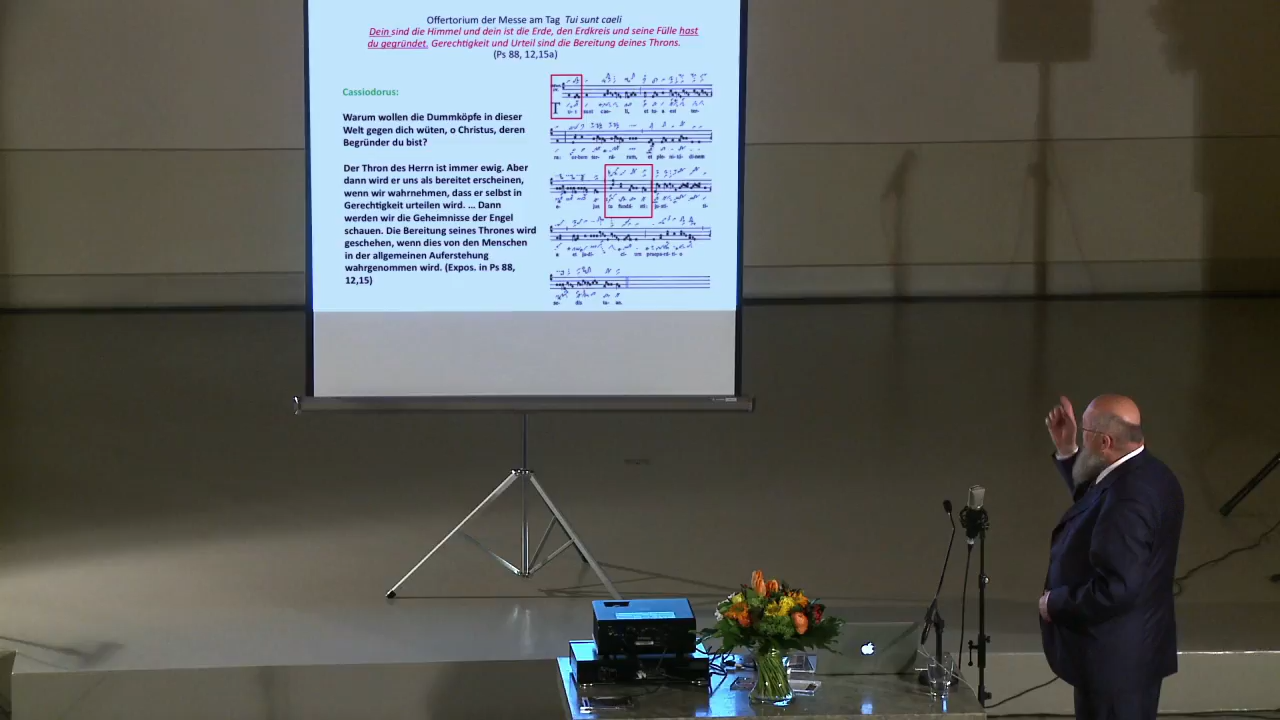 Offertorium der Messe am Tag Tui sunt caeli
Dein sind die Himmel und dein ist die Erde, den Erdkreis und seine Fülle hast
du gegründet. Gerechtigkeit und Urteil sind die Bereitung deines Throns.
(Ps 88, 12,15a)
Cassiodorus:
Warum wollen die Dummköpfe in dieser
Welt gegen dich wüten, o Christus, deren
Begründer du bist?
Der Thron des Herrn ist immer ewig. Aber
dann wird er uns als bereitet erscheinen,
wenn wir wahrnehmen, dass er selbst in
Gerechtigkeit urteilen wird. ... Dann
werden wir die Geheimnisse der Engel
schauen. Die Bereitung seines Thrones wird
geschehen, wenn dies von den Menschen
in der allgemeinen Auferstehung
wahrgenommen wird. (Expos. in Ps 88,
12,15)